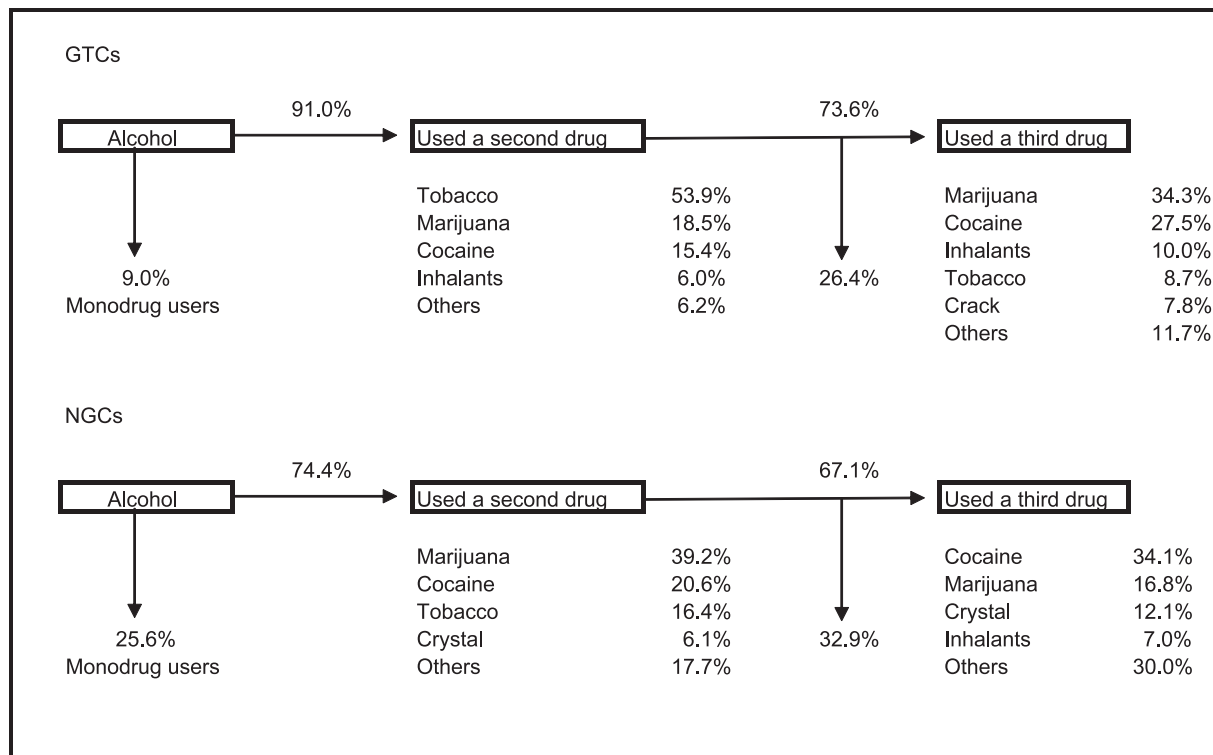 GTCs
91.0% 73.6%
Alcohol Used a second drug Used a third drug
Tobacco 53.9% Marijuana 34.3%
Marijuana 18.5% Cocaine 27.5%
Cocaine 15.4% Inhalants 10.0%
9.0% Inhalants 6.0% 26.4% Tobacco 8.7%
Monodrug users Others 6.2% Crack 7.8%
Others 11.7%
NGCs
74.4% 67.1%
Alcohol Used a second drug Used a third drug
Marijuana 39.2% Cocaine 34.1%
Cocaine 20.6% Marijuana 16.8%
Tobacco 16.4% Crystal 12.1%
25.6% Crystal 6.1% 32.9% Inhalants 7.0%
Monodrug users Others 17.7% Others 30.0%